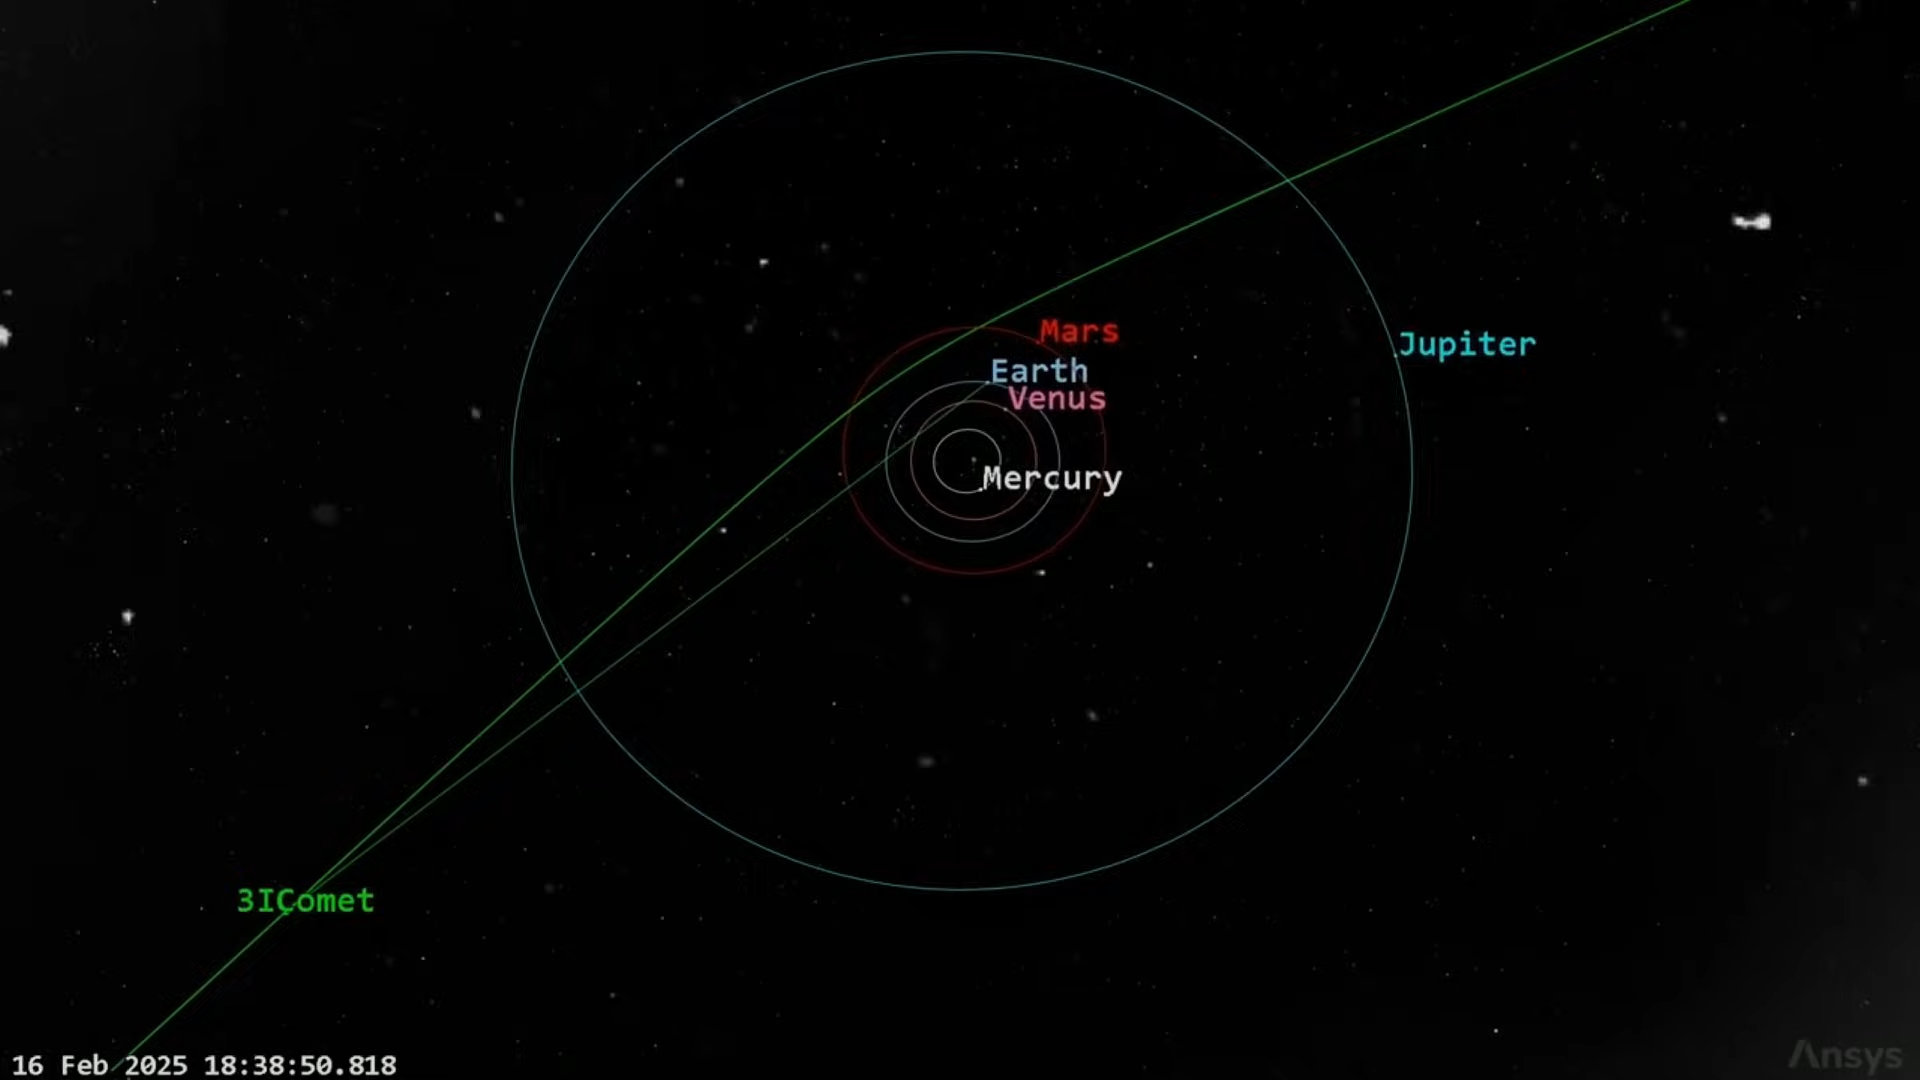 Mars
Jupiter
Earth
Venus
Mercury
3IComet
16 Feb 2025 18:38:50.818
Ansys